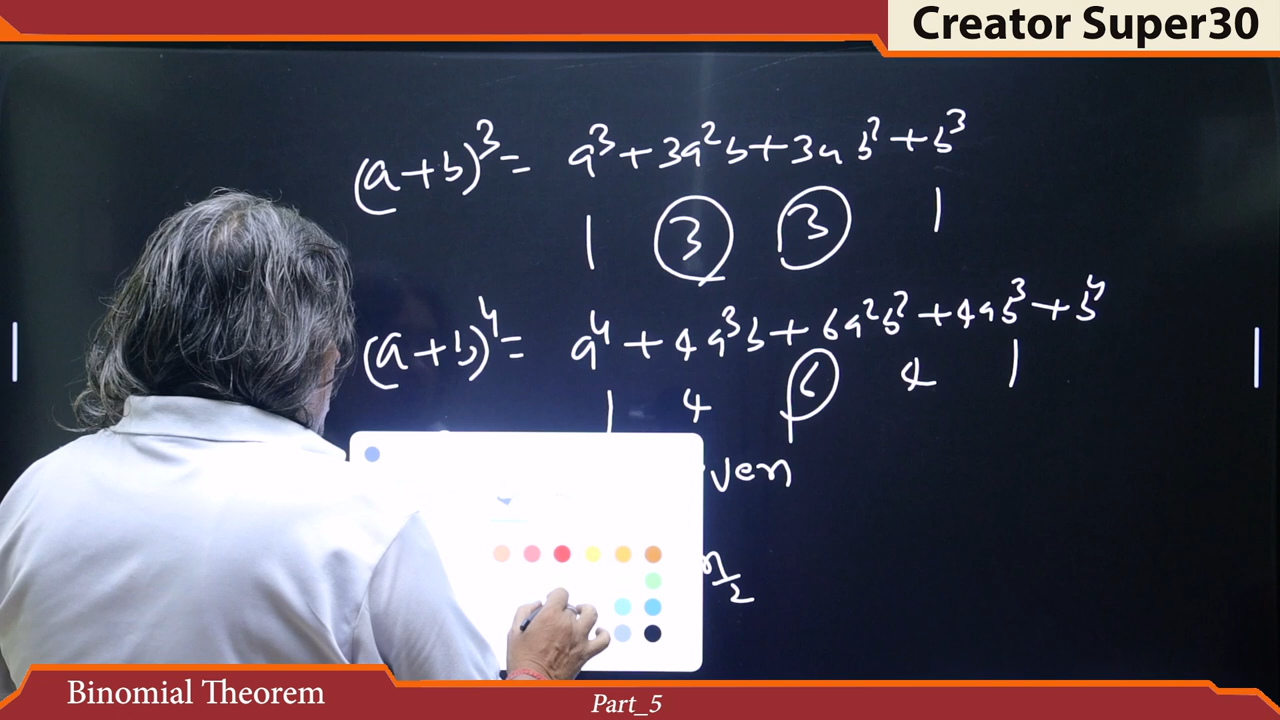 Creator Super30
(a+b)³ = a³ + 3a²b + 3ab² + b³
1 3 3 1
(a+b)⁴ = a⁴ + 4a³b + 6a²b² + 4ab³ + b⁴
1 4 6 4 1
ven
n/2
Binomial Theorem
Part_5